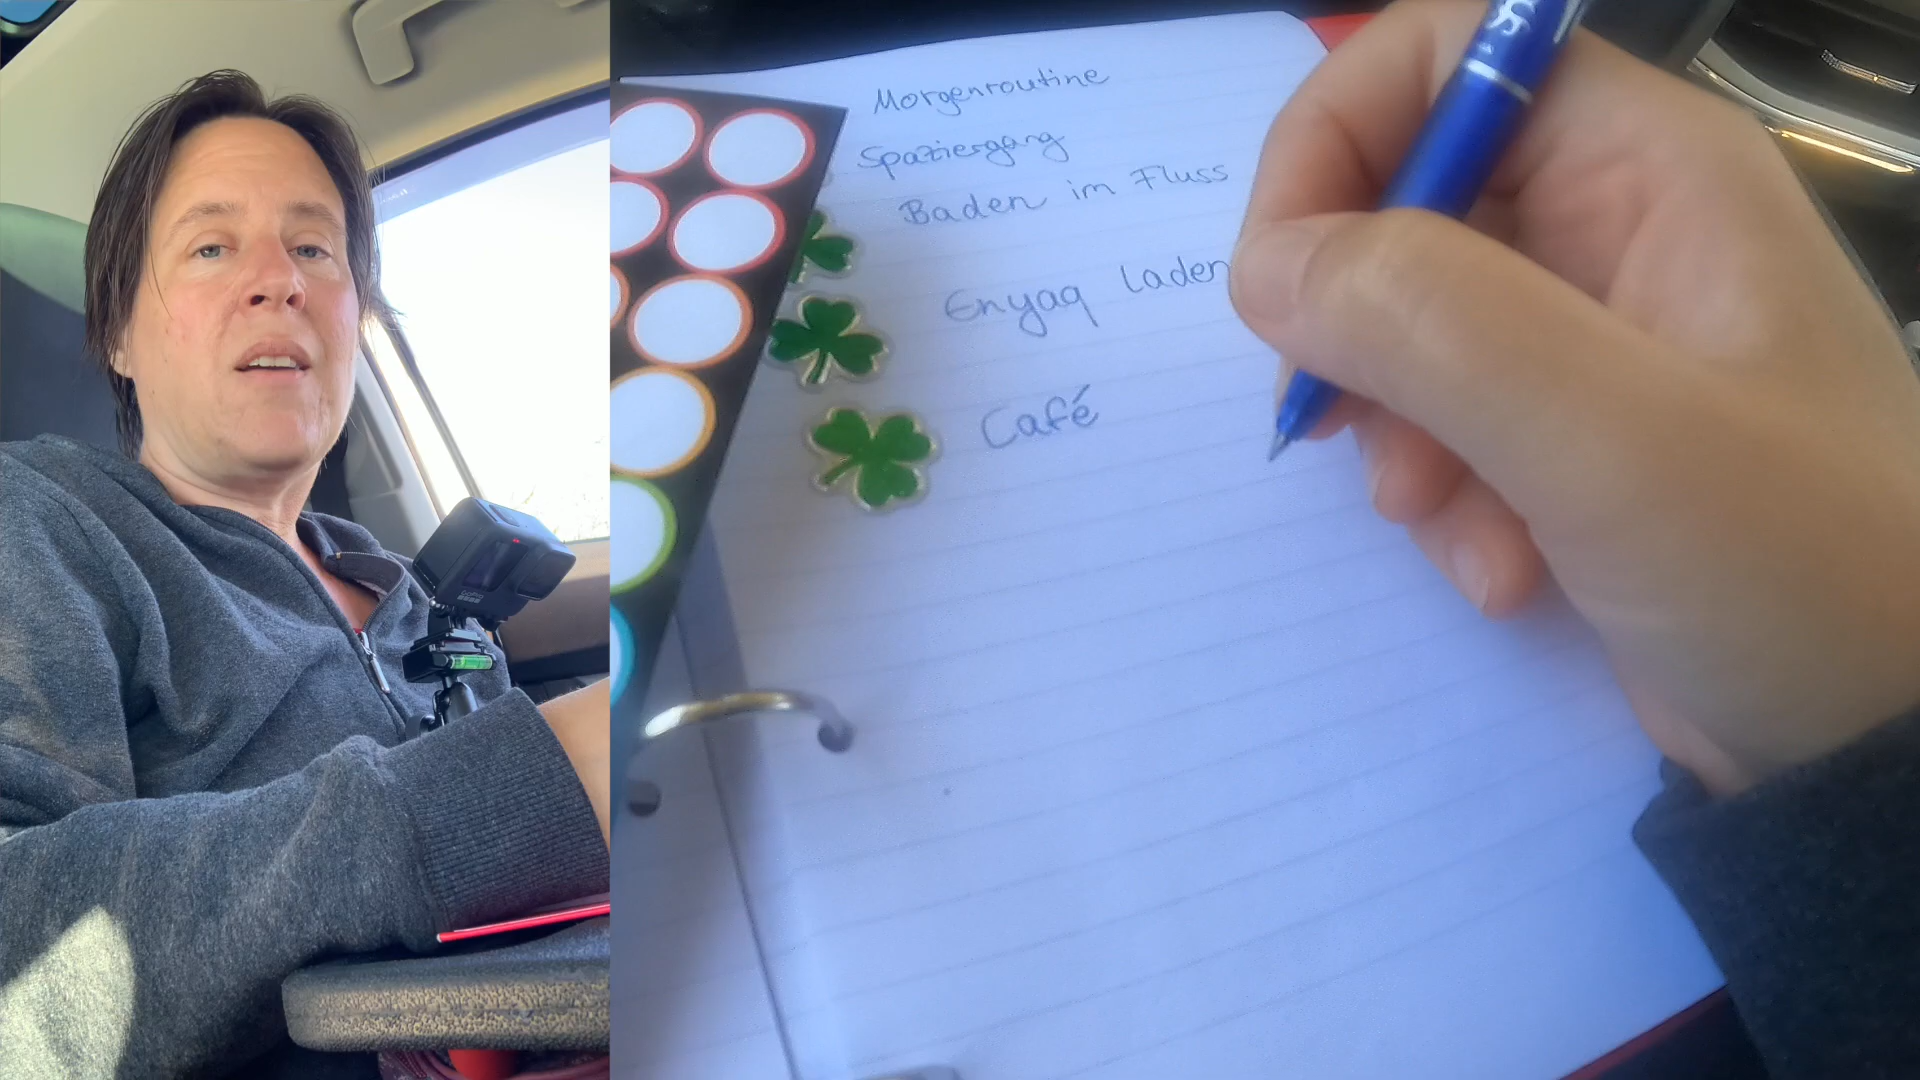 Morgenroutine
Spaziergang
Baden im Fluss
Enyaq laden
Café